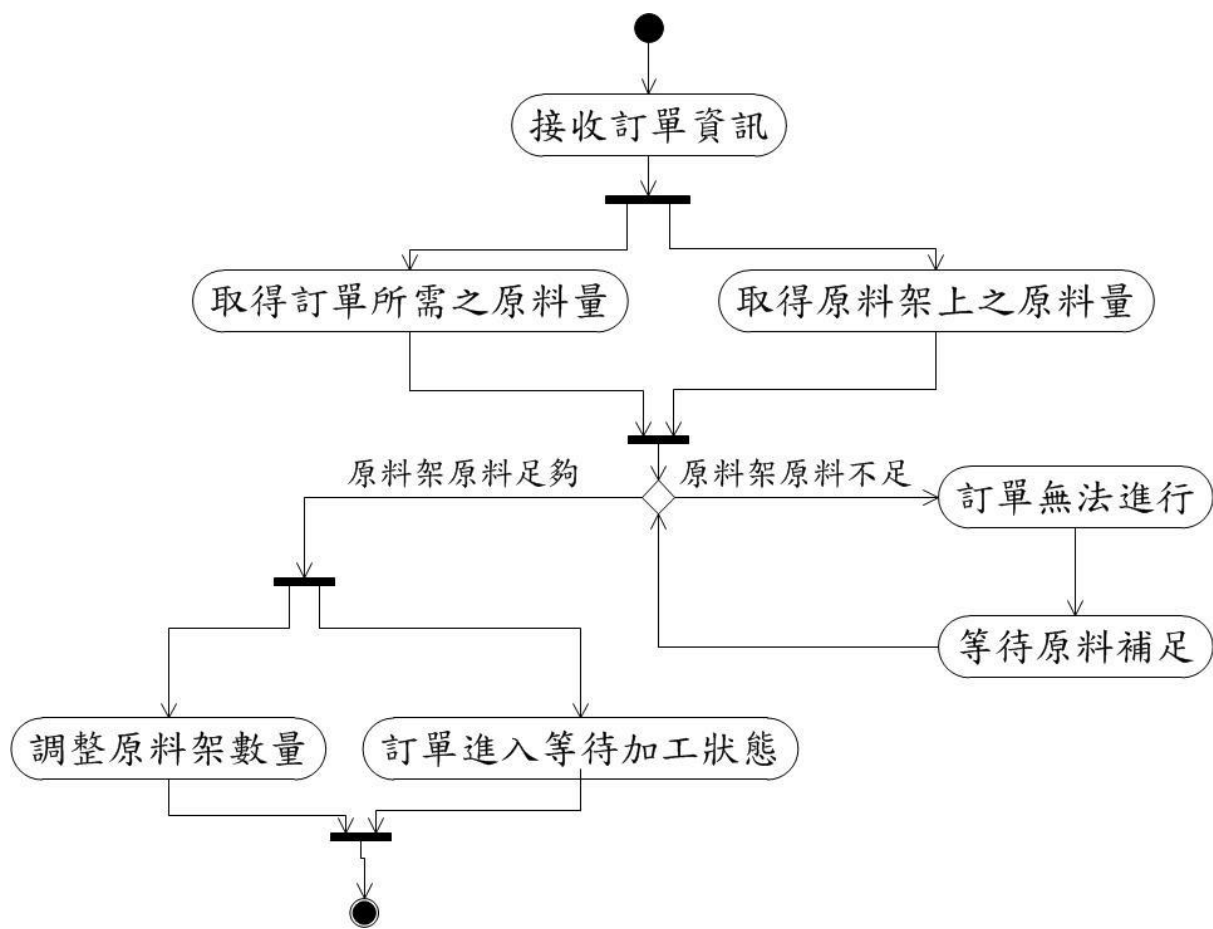 接收訂單資訊
取得訂單所需之原料量
取得原料架上之原料量
原料架原料足夠
原料架原料不足
訂單無法進行
等待原料補足
調整原料架數量
訂單進入等待加工狀態